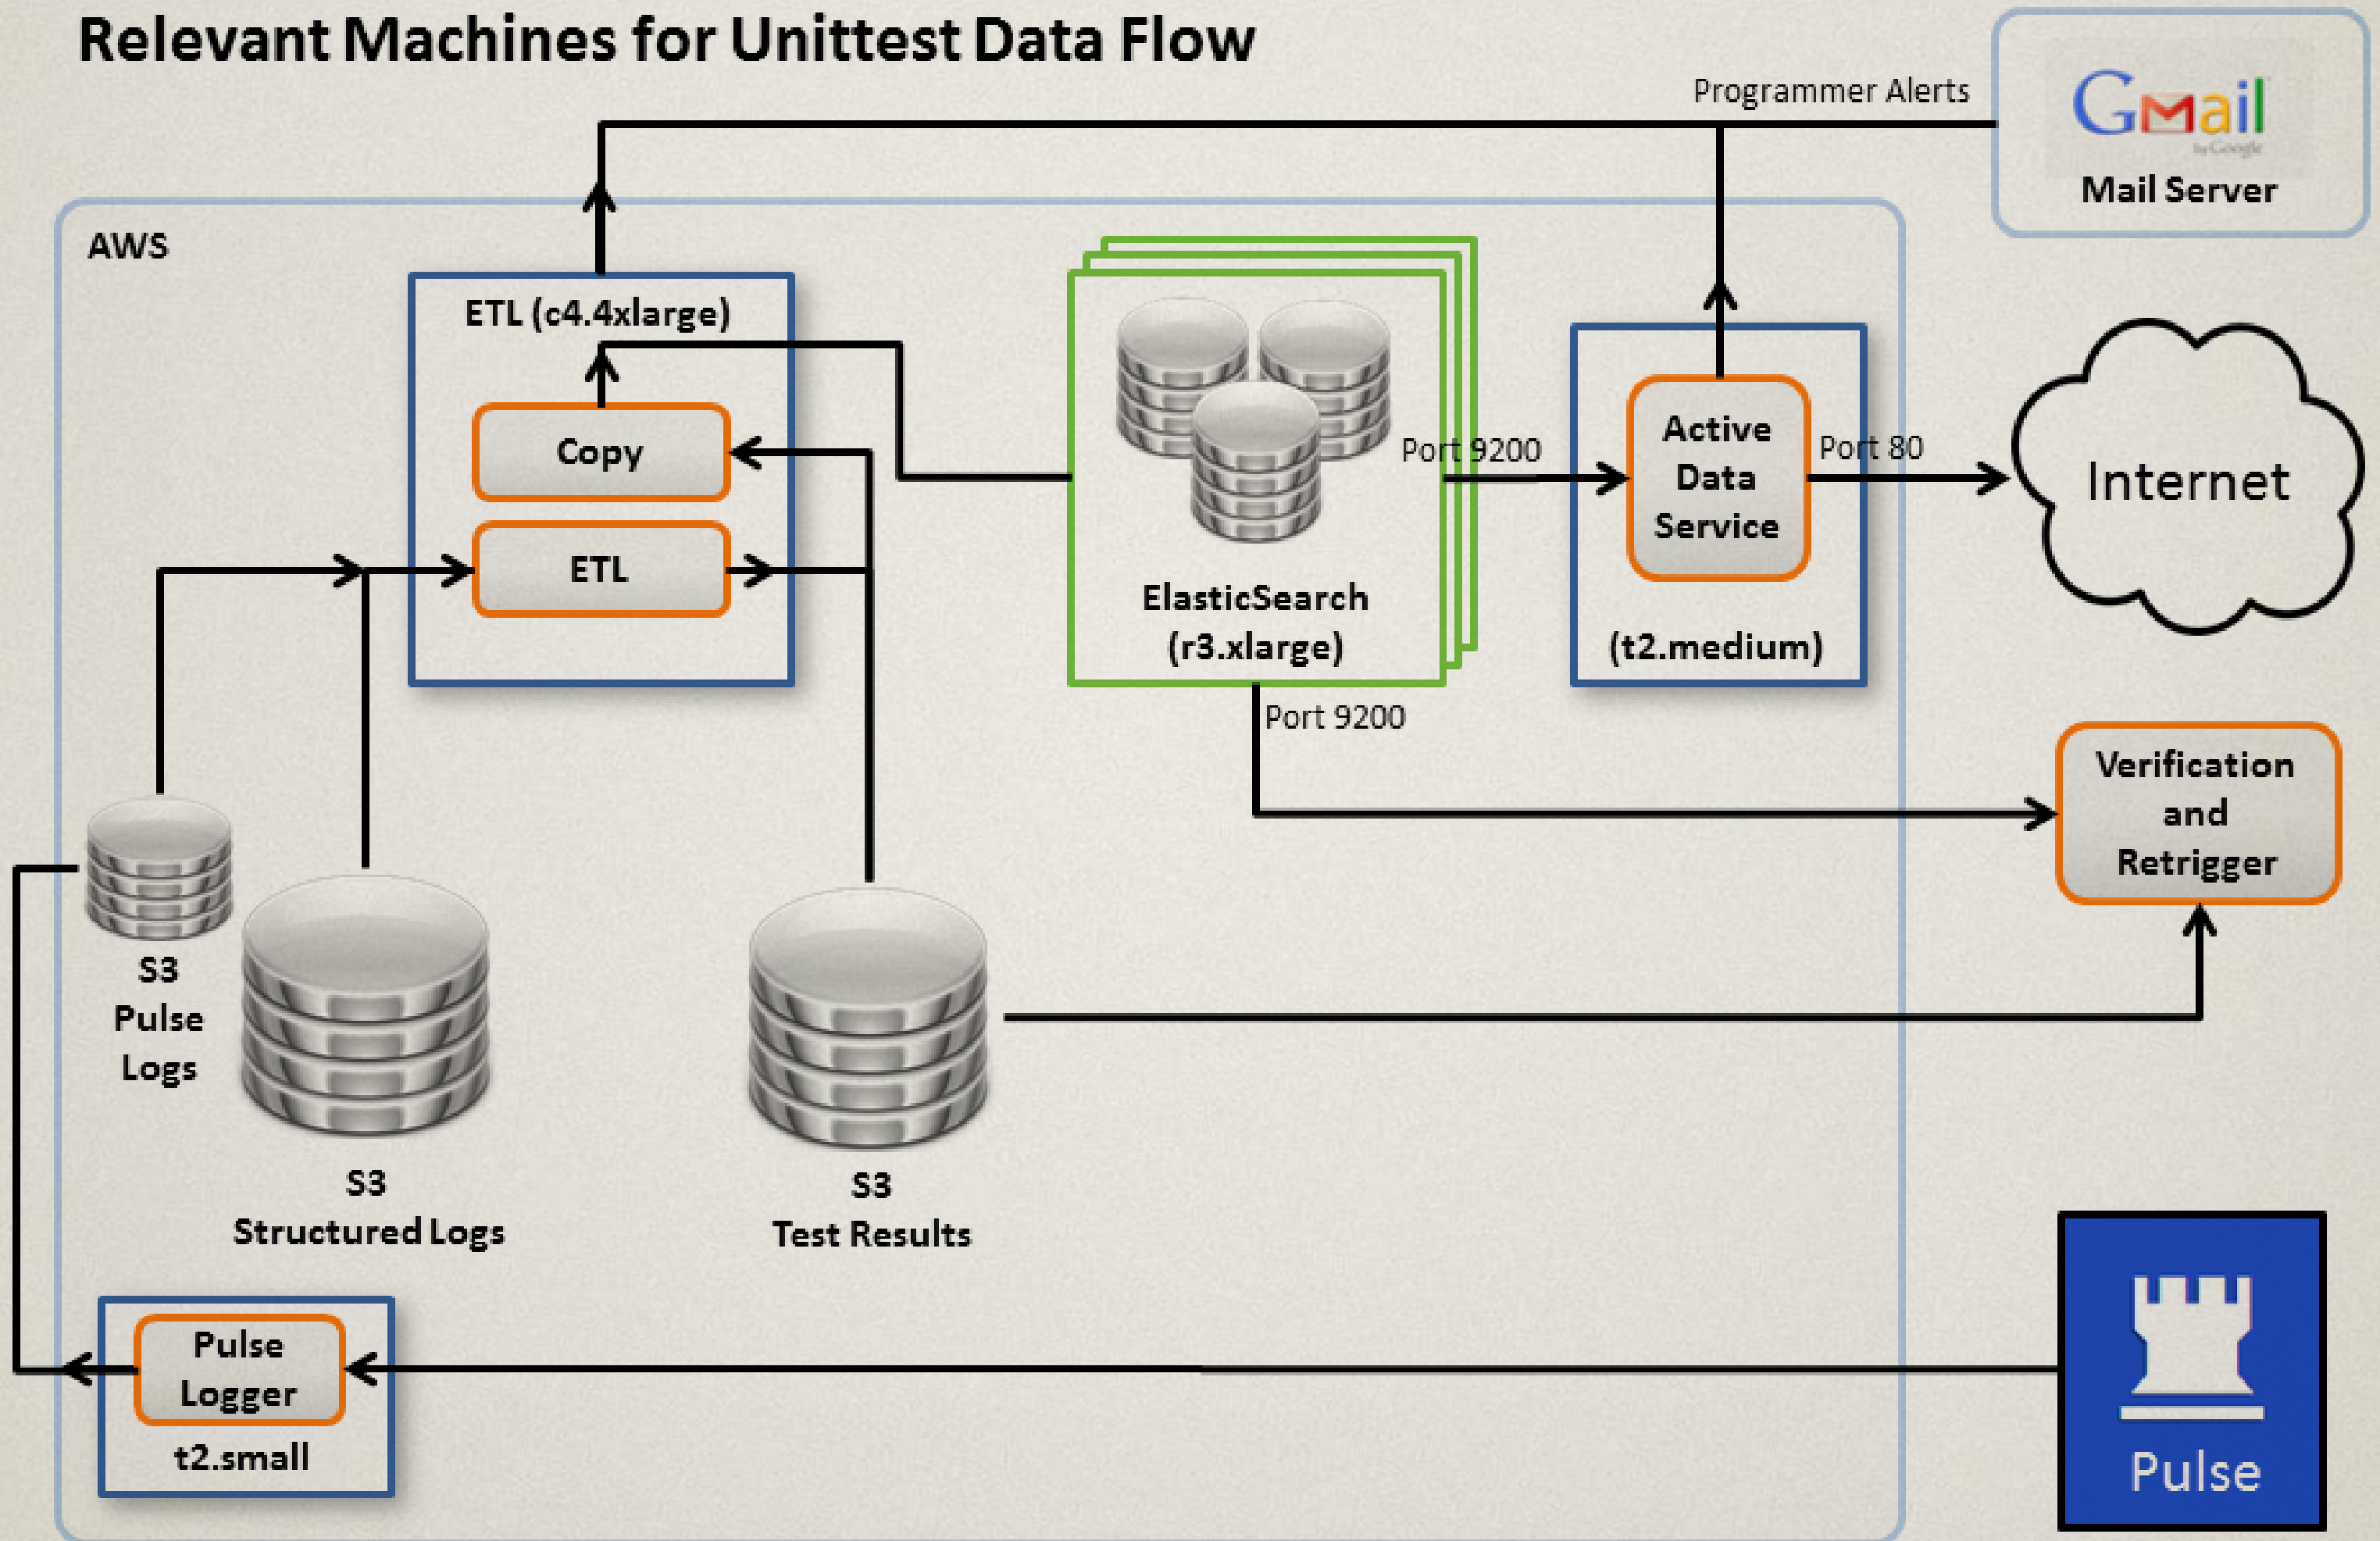 Relevant Machines for Unittest Data Flow
Programmer Alerts
GMail
by Google
Mail Server
AWS
ETL (c4.4xlarge)
Copy
ETL
ElasticSearch
(r3.xlarge)
Port 9200
Active
Data
Service
(t2.medium)
Port 80
Internet
Port 9200
Verification
and
Retrigger
S3
Pulse
Logs
S3
Structured Logs
S3
Test Results
Pulse
Logger
t2.small
Pulse